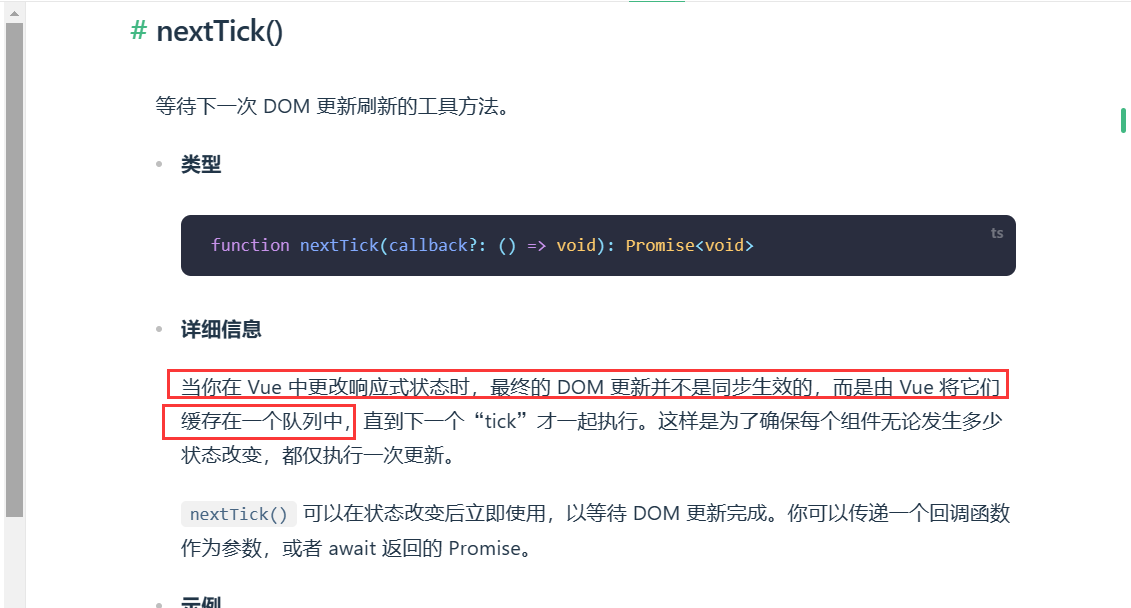 # nextTick()
等待下一次 DOM 更新刷新的工具方法。
类型
ts
function nextTick(callback?: () => void): Promise<void>
详细信息
当你在 Vue 中更改响应式状态时，最终的 DOM 更新并不是同步生效的，而是由 Vue 将它们
缓存在一个队列中，直到下一个“tick”才一起执行。这样是为了确保每个组件无论发生多少
状态改变，都仅执行一次更新。
nextTick() 可以在状态改变后立即使用，以等待 DOM 更新完成。你可以传递一个回调函数
作为参数，或者 await 返回的 Promise。
示例